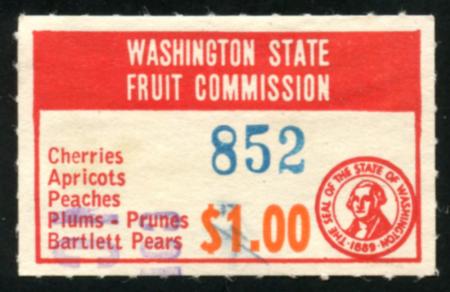 WASHINGTON STATE
FRUIT COMMISSION
852
Cherries
Apricots
Peaches
Plums - Prunes
Bartlett Pears
$1.00
THE SEAL OF THE STATE OF WASHINGTON
1889